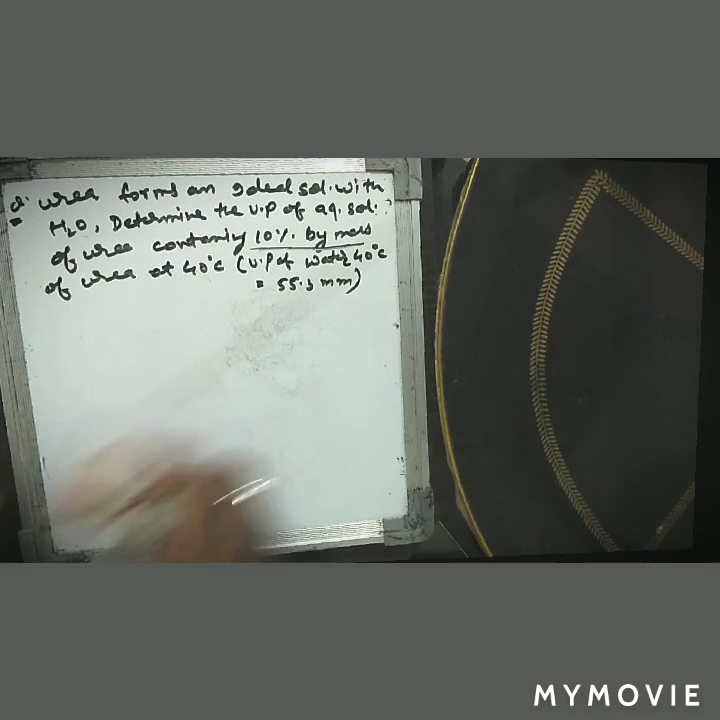 Q: urea forms an Ideal sol. with
H₂O, Determine the v.p of aq. sol.
of urea containing 10% by mass
of urea at 40°C (v.p of water 40°C
= 55.3 mm)
MYMOVIE